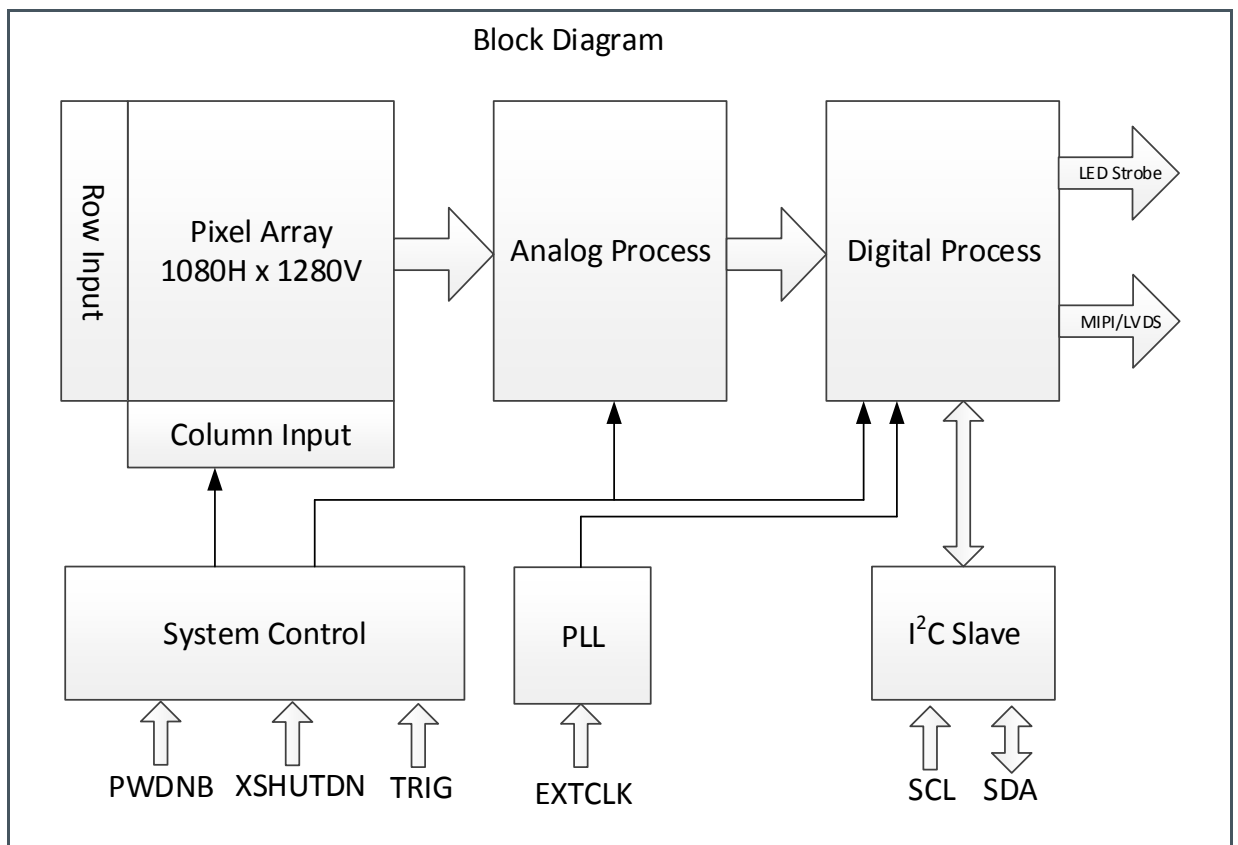 Block Diagram
Row Input
Pixel Array
1080H x 1280V
Column Input
Analog Process
Digital Process
LED Strobe
MIPI/LVDS
System Control
PLL
I²C Slave
PWDNB
XSHUTDN
TRIG
EXTCLK
SCL
SDA